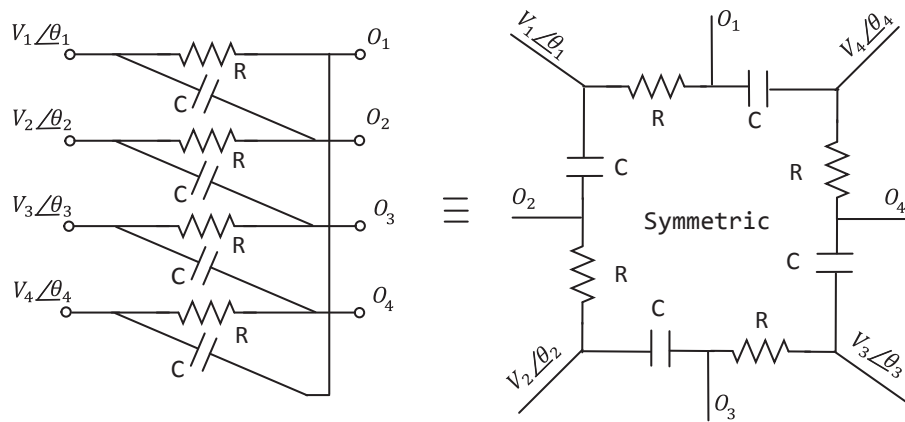 V₁∠θ₁
O₁
R
C
V₂∠θ₂
O₂
R
C
V₃∠θ₃
O₃
R
C
V₄∠θ₄
O₄
R
C
≡
V₁∠θ₁
O₁
V₄∠θ₄
R
C
C
R
O₂
Symmetric
O₄
R
C
C
R
V₂∠θ₂
O₃
V₃∠θ₃